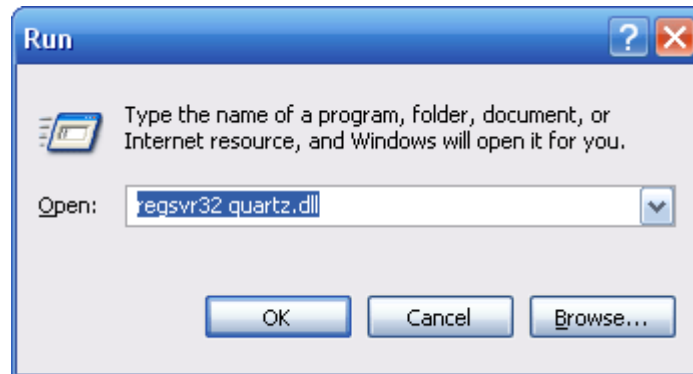 Run
Type the name of a program, folder, document, or
Internet resource, and Windows will open it for you.
Open: regsvr32 quartz.dll
OK Cancel Browse...